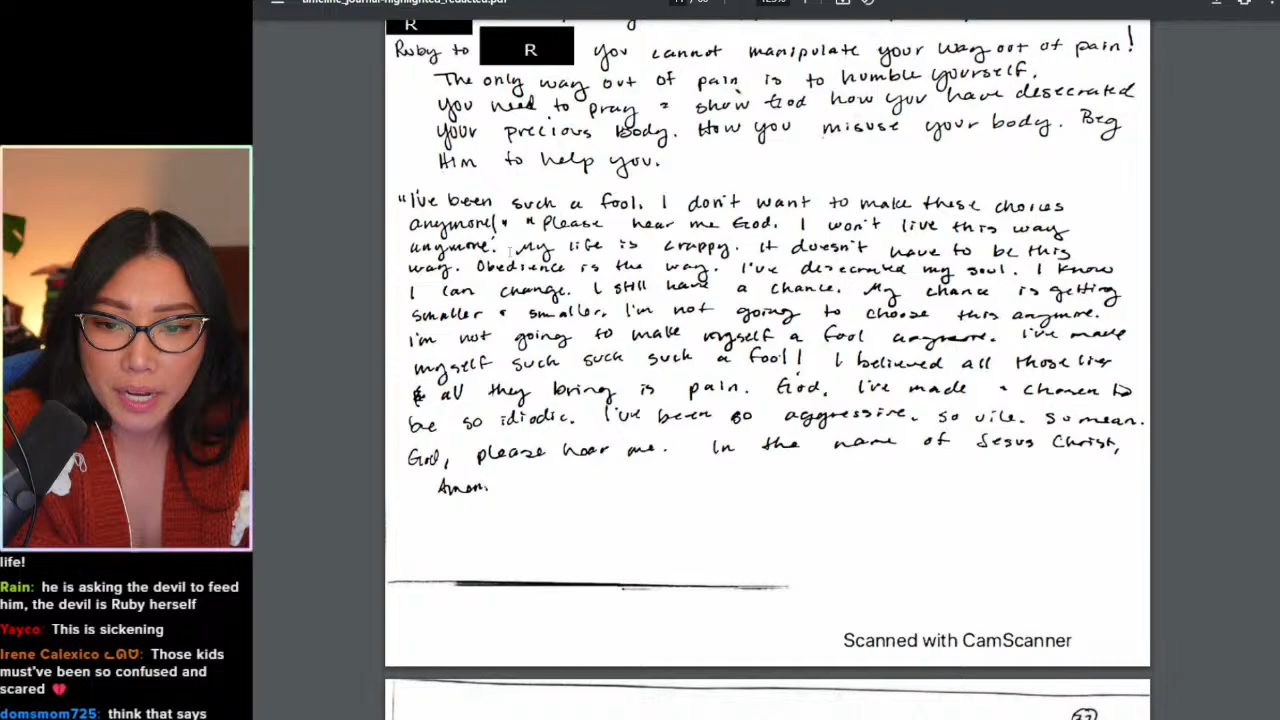 timeline_journal-highlighted_redacted.pdf
R
Ruby to R you cannot manipulate your way out of pain!
The only way out of pain is to humble yourself.
you need to pray & show God how you have desecrated
your precious body. How you misuse your body. Beg
Him to help you.
"I've been such a fool. I don't want to make these choices
anymore!" "Please hear me God. I won't live this way
anymore. My life is crappy. It doesn't have to be this
way. Obedience is the way. I've desecrated my soul. I know
I can change. I still have a chance. My chance is getting
smaller & smaller. I'm not going to choose this anymore.
i'm not going to make myself a fool anymore. I've made
myself such such such a fool! I believed all those lies
& all they bring is pain. God, I've made & chosen to
be so idiodic. I've been so aggressive. so vile. so mean.
God, please hear me. In the name of Jesus Christ,
Amen.
Scanned with CamScanner
life!
Rain: he is asking the devil to feed
him, the devil is Ruby herself
Yayco: This is sickening
Irene Calexico Those kids
must've been so confused and
scared 💔
domsmom725: think that says